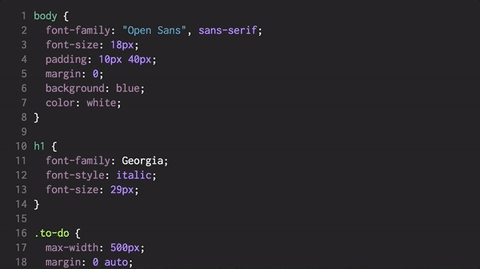 1 body {
2 font-family: "Open Sans", sans-serif;
3 font-size: 18px;
4 padding: 10px 40px;
5 margin: 0;
6 background: blue;
7 color: white;
8 }
9
10 h1 {
11 font-family: Georgia;
12 font-style: italic;
13 font-size: 29px;
14 }
15
16 .to-do {
17 max-width: 500px;
18 margin: 0 auto;